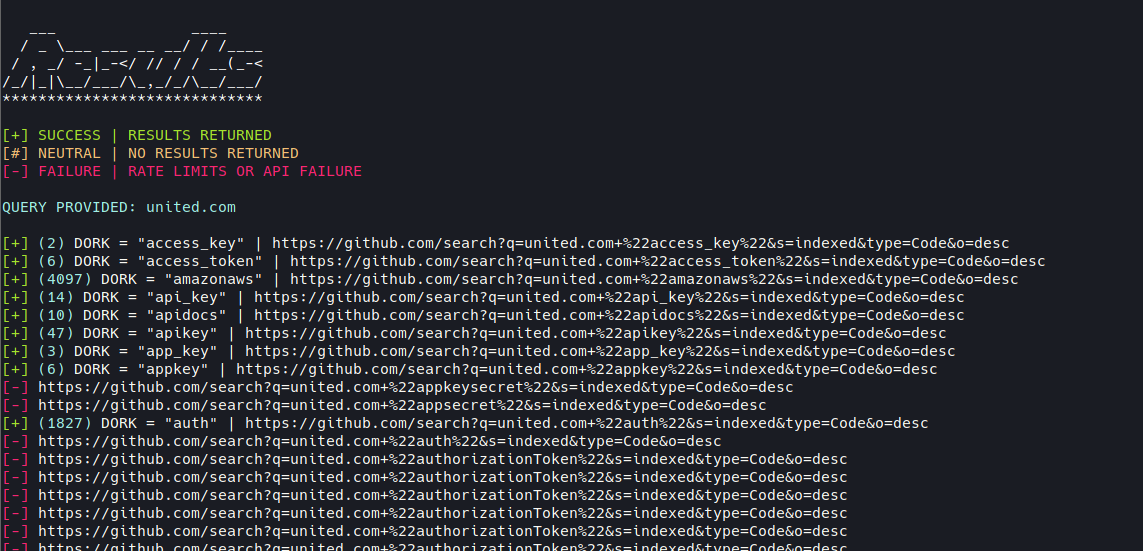 Results
*****************************
[+] SUCCESS | RESULTS RETURNED
[#] NEUTRAL | NO RESULTS RETURNED
[-] FAILURE | RATE LIMITS OR API FAILURE
QUERY PROVIDED: united.com
[+] (2) DORK = "access_key" | https://github.com/search?q=united.com+%22access_key%22&s=indexed&type=Code&o=desc
[+] (6) DORK = "access_token" | https://github.com/search?q=united.com+%22access_token%22&s=indexed&type=Code&o=desc
[+] (4097) DORK = "amazonaws" | https://github.com/search?q=united.com+%22amazonaws%22&s=indexed&type=Code&o=desc
[+] (14) DORK = "api_key" | https://github.com/search?q=united.com+%22api_key%22&s=indexed&type=Code&o=desc
[+] (10) DORK = "apidocs" | https://github.com/search?q=united.com+%22apidocs%22&s=indexed&type=Code&o=desc
[+] (47) DORK = "apikey" | https://github.com/search?q=united.com+%22apikey%22&s=indexed&type=Code&o=desc
[+] (3) DORK = "app_key" | https://github.com/search?q=united.com+%22app_key%22&s=indexed&type=Code&o=desc
[+] (6) DORK = "appkey" | https://github.com/search?q=united.com+%22appkey%22&s=indexed&type=Code&o=desc
[-] https://github.com/search?q=united.com+%22appkeysecret%22&s=indexed&type=Code&o=desc
[-] https://github.com/search?q=united.com+%22appsecret%22&s=indexed&type=Code&o=desc
[+] (1827) DORK = "auth" | https://github.com/search?q=united.com+%22auth%22&s=indexed&type=Code&o=desc
[-] https://github.com/search?q=united.com+%22auth%22&s=indexed&type=Code&o=desc
[-] https://github.com/search?q=united.com+%22authorizationToken%22&s=indexed&type=Code&o=desc
[-] https://github.com/search?q=united.com+%22authorizationToken%22&s=indexed&type=Code&o=desc
[-] https://github.com/search?q=united.com+%22authorizationToken%22&s=indexed&type=Code&o=desc
[-] https://github.com/search?q=united.com+%22authorizationToken%22&s=indexed&type=Code&o=desc
[-] https://github.com/search?q=united.com+%22authorizationToken%22&s=indexed&type=Code&o=desc
[-] https://github.com/search?q=united.com+%22authorizationToken%22&s=indexed&type=Code&o=desc